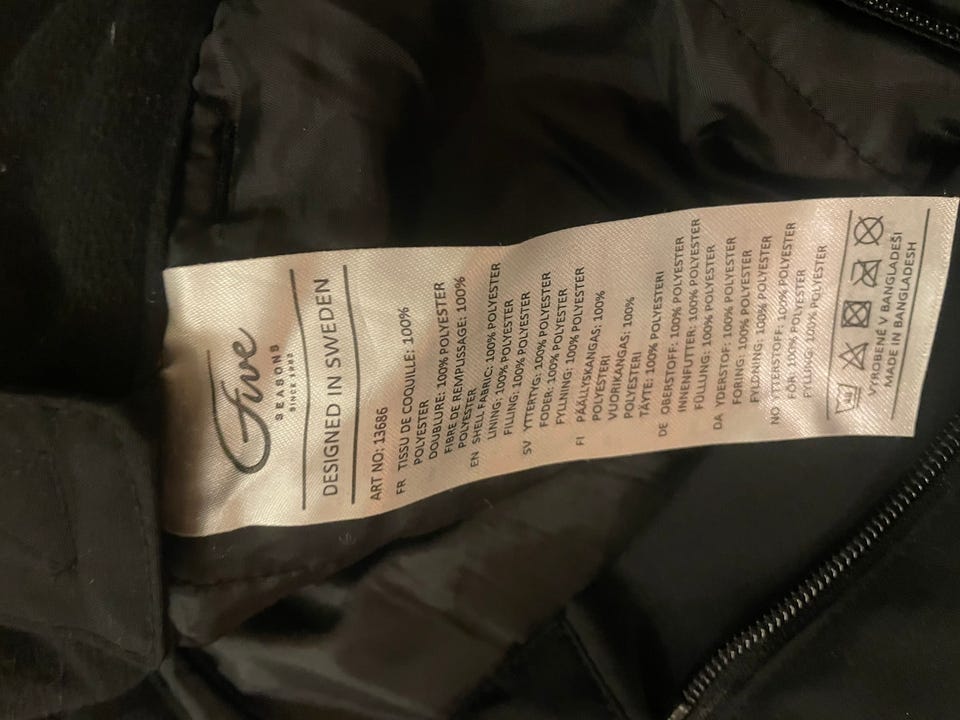 Five
SEASONS
SINCE 1982
DESIGNED IN SWEDEN
ART NO: 13686
FR TISSU DE COQUILLE: 100%
POLYESTER
DOUBLURE: 100% POLYESTER
FIBRE DE REMPUSSAGE: 100%
POLYESTER
EN SHELL FABRIC: 100% POLYESTER
LINING: 100% POLYESTER
FILLING: 100% POLYESTER
SV YTTERTYG: 100% POLYESTER
FODER: 100% POLYESTER
FYLLNING: 100% POLYESTER
FI PÄÄLLYSKANGAS: 100%
POLYESTERI
VUORIKANGAS: 100%
POLYESTERI
TÄYTE: 100% POLYESTERI
DE OBERSTOFF: 100% POLYESTER
INNENFUTTER: 100% POLYESTER
FÜLLUNG: 100% POLYESTER
DA YDERSTOF: 100% POLYESTER
FORING: 100% POLYESTER
FYLDNING: 100% POLYESTER
NO YTTERSTOFF: 100% POLYESTER
FÔR: 100% POLYESTER
FYLLUNG: 100% POLYESTER
VYROBENÉ V BANGLADÉŠI
MADE IN BANGLADESH